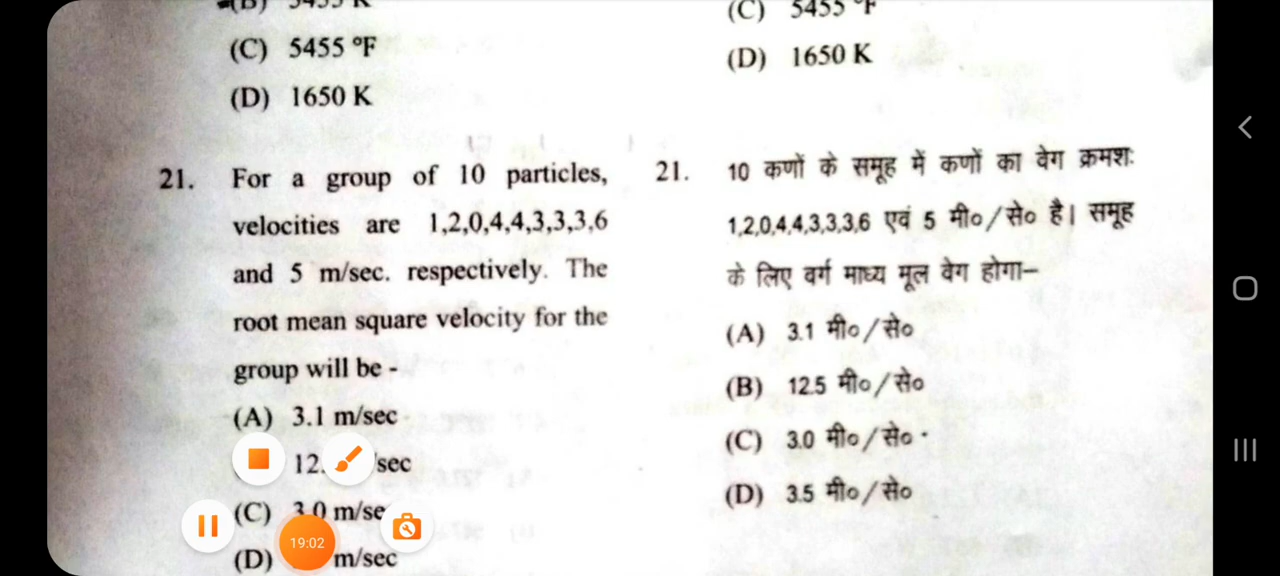 (C) 5455 °F
(D) 1650 K
21. For a group of 10 particles,
velocities are 1,2,0,4,4,3,3,3,6
and 5 m/sec. respectively. The
root mean square velocity for the
group will be -
(A) 3.1 m/sec
12. sec
(C) 3.0 m/se
(D) m/sec
(C) 5455 °F
(D) 1650 K
21. 10 कणों के समूह में कणों का वेग क्रमशः
1,2,0,4,4,3,3,3,6 एवं 5 मी०/से० है। समूह
के लिए वर्ग माध्य मूल वेग होगा–
(A) 3.1 मी०/से०
(B) 12.5 मी०/से०
(C) 3.0 मी०/से०
(D) 3.5 मी०/से०
19:02